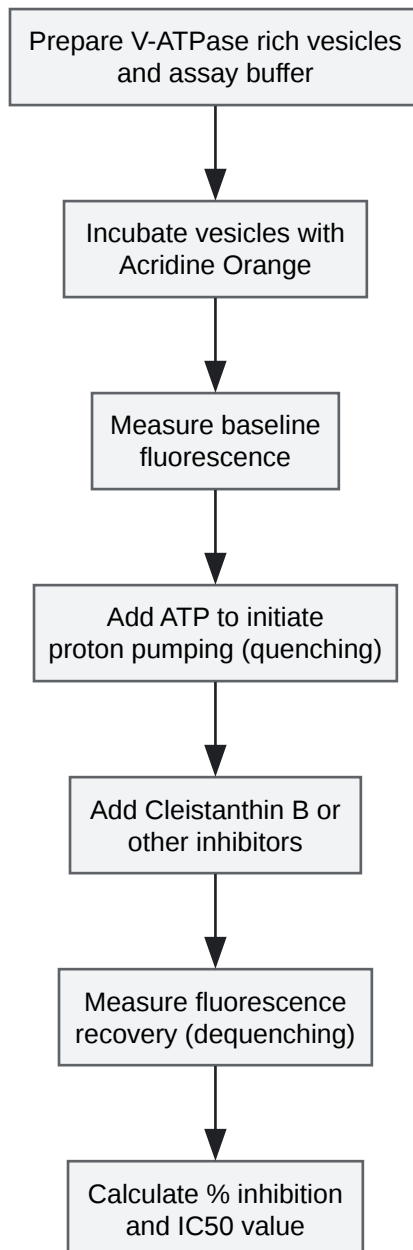 Prepare V-ATPase rich vesicles
and assay buffer
Incubate vesicles with
Acridine Orange
Measure baseline
fluorescence
Add ATP to initiate
proton pumping (quenching)
Add Cleistanthin B or
other inhibitors
Measure fluorescence
recovery (dequenching)
Calculate % inhibition
and IC50 value